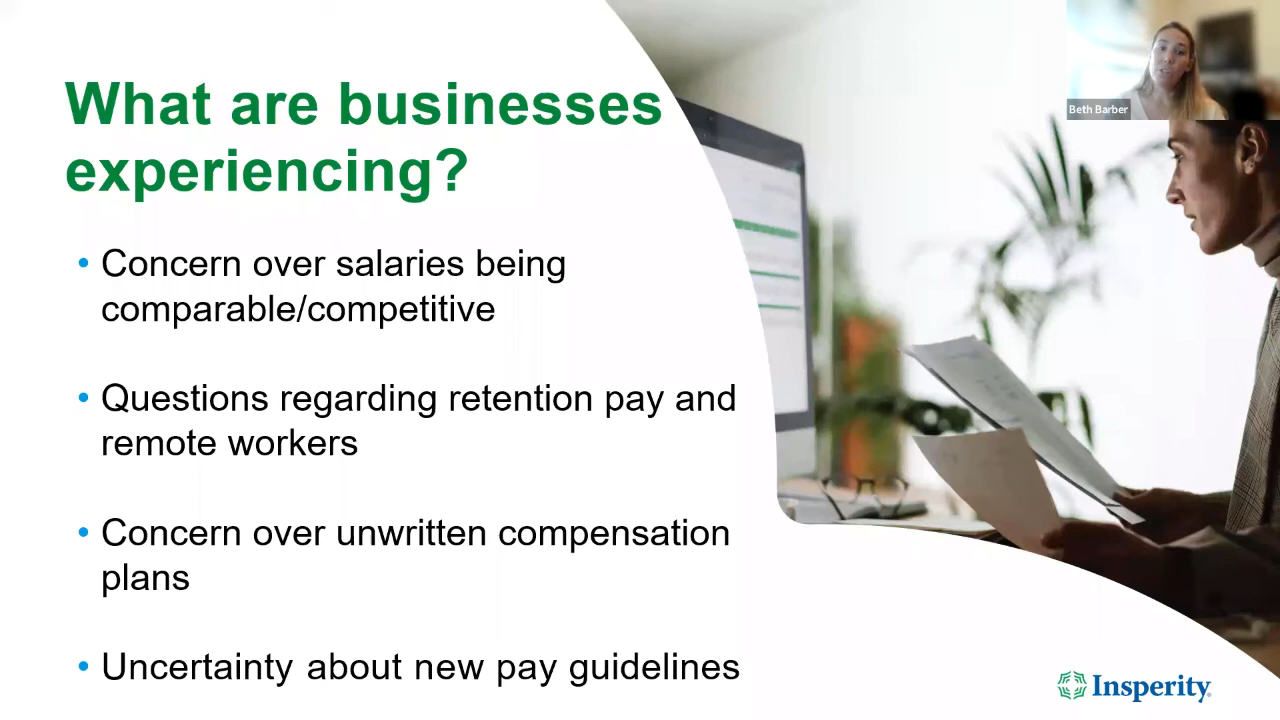 What are businesses
experiencing?
• Concern over salaries being
comparable/competitive
• Questions regarding retention pay and
remote workers
• Concern over unwritten compensation
plans
• Uncertainty about new pay guidelines
Beth Barber
Insperity